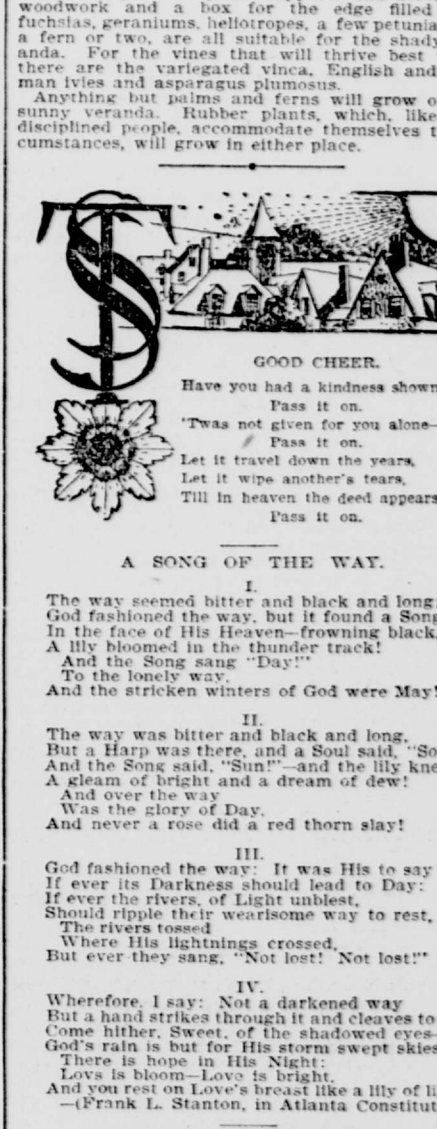 woodwork and a box for the edge filled
fuchsias, geraniums, heliotropes, a few petunia
a fern or two, are all suitable for the shady
anda. For the vines that will thrive best
there are the variegated vinca, English and
man ivies and asparagus plumosus.
Anything but palms and ferns will grow o
sunny veranda. Rubber plants, which, like
disciplined people, accommodate themselves t
cumstances, will grow in either place.
GOOD CHEER.
Have you had a kindness shown
Pass it on.
'Twas not given for you alone—
Pass it on.
Let it travel down the years,
Let it wipe another's tears,
Till in heaven the deed appears
Pass it on.
A SONG OF THE WAY.
I.
The way seemed bitter and black and long;
God fashioned the way, but it found a Song
In the face of His Heaven—frowning black,
A lily bloomed in the thunder track!
And the Song sang "Day!"
To the lonely way,
And the stricken winters of God were May!
II.
The way was bitter and black and long,
But a Harp was there, and a Soul said, "So
And the Song said, "Sun!"—and the lily kne
A gleam of bright and a dream of dew!
And over the way
Was the glory of Day,
And never a rose did a red thorn slay!
III.
God fashioned the way: It was His to say
If ever its Darkness should lead to Day:
If ever the rivers, of Light unblest,
Should ripple their wearisome way to rest,
The rivers tossed
Where His lightnings crossed,
But ever they sang, "Not lost! Not lost!"
IV.
Wherefore, I say: Not a darkened way
But a hand strikes through it and cleaves to
Come hither, Sweet, of the shadowed eyes—
God's rain is but for His storm swept skies
There is hope in His Night:
Lovs is bloom—Love is bright,
And you rest on Love's breast like a lily of li
—(Frank L. Stanton, in Atlanta Constitut